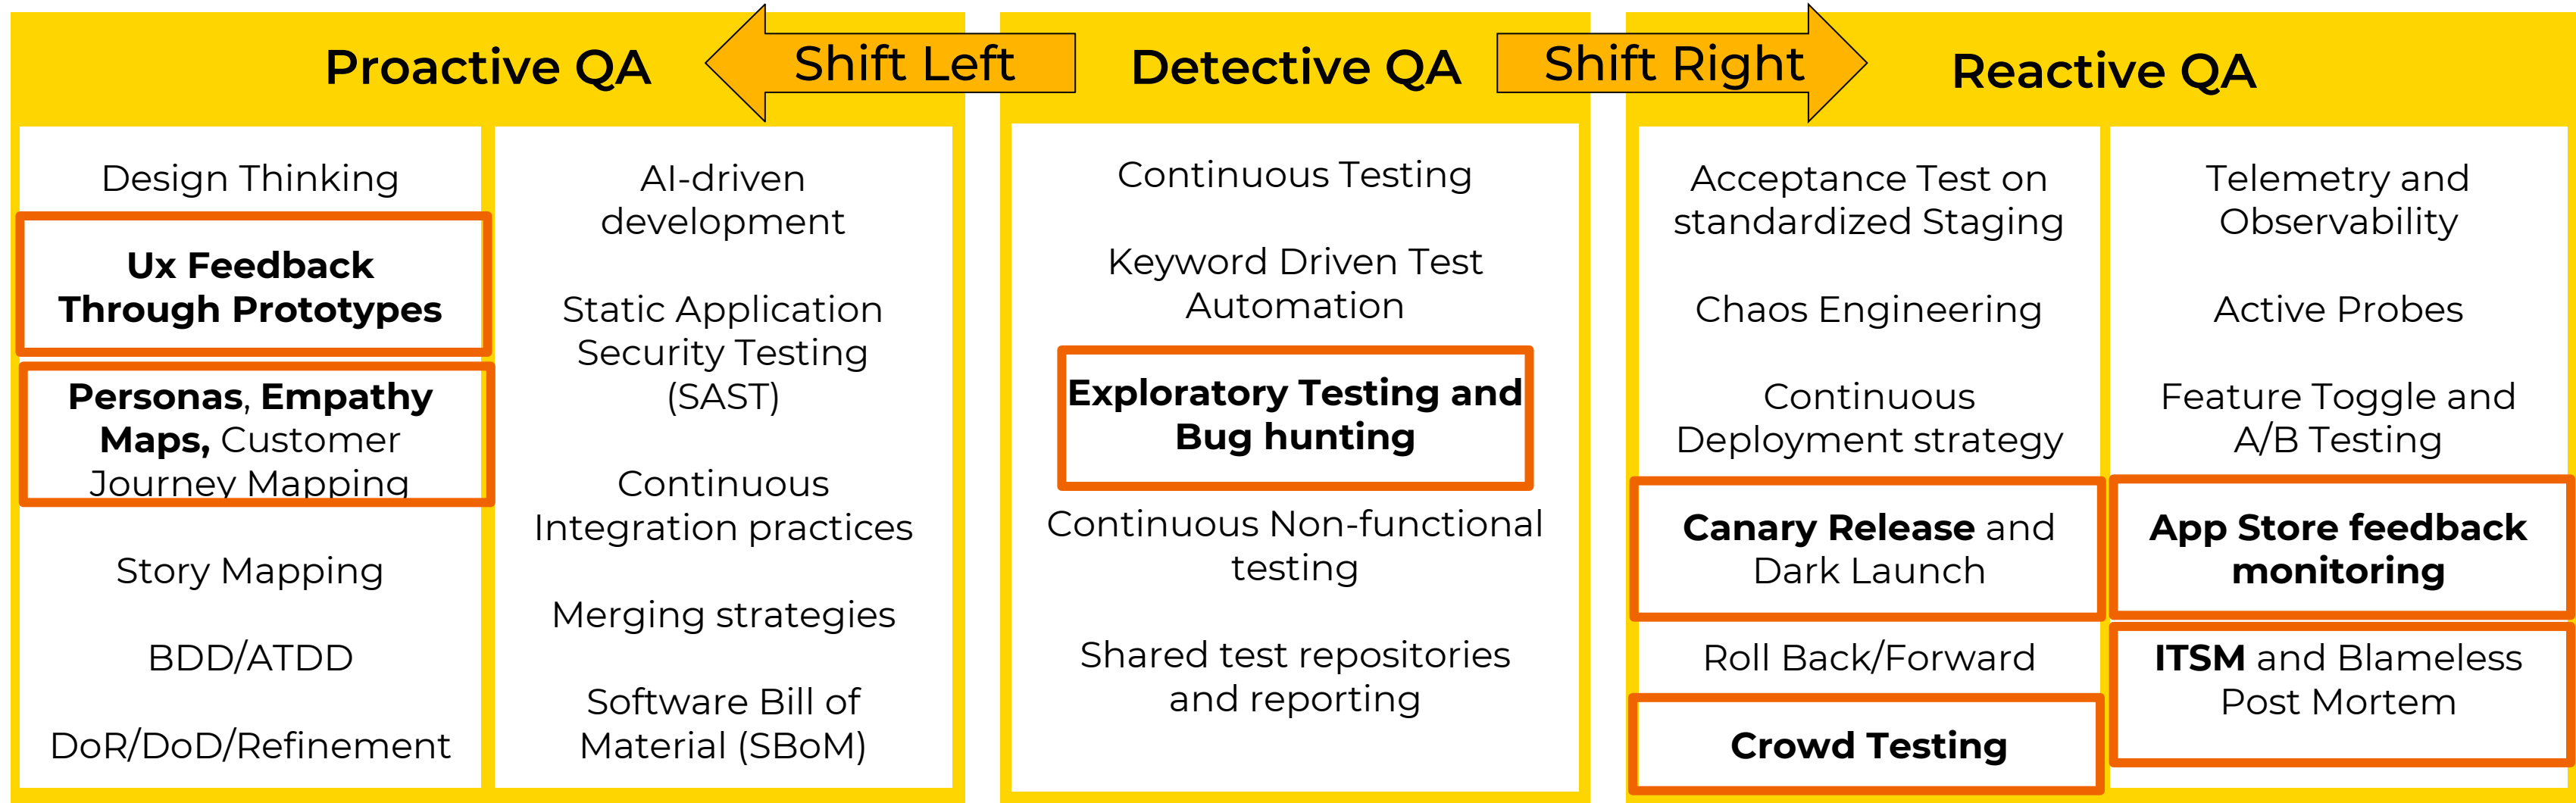 Proactive QA
Shift Left
Detective QA
Shift Right
Reactive QA
Design Thinking
Ux Feedback
Through Prototypes
Personas, Empathy
Maps, Customer
Journey Mapping
Story Mapping
BDD/ATDD
DoR/DoD/Refinement
AI-driven
development
Static Application
Security Testing
(SAST)
Continuous
Integration practices
Merging strategies
Software Bill of
Material (SBoM)
Continuous Testing
Keyword Driven Test
Automation
Exploratory Testing and
Bug hunting
Continuous Non-functional
testing
Shared test repositories
and reporting
Acceptance Test on
standardized Staging
Chaos Engineering
Continuous
Deployment strategy
Canary Release and
Dark Launch
Roll Back/Forward
Crowd Testing
Telemetry and
Observability
Active Probes
Feature Toggle and
A/B Testing
App Store feedback
monitoring
ITSM and Blameless
Post Mortem